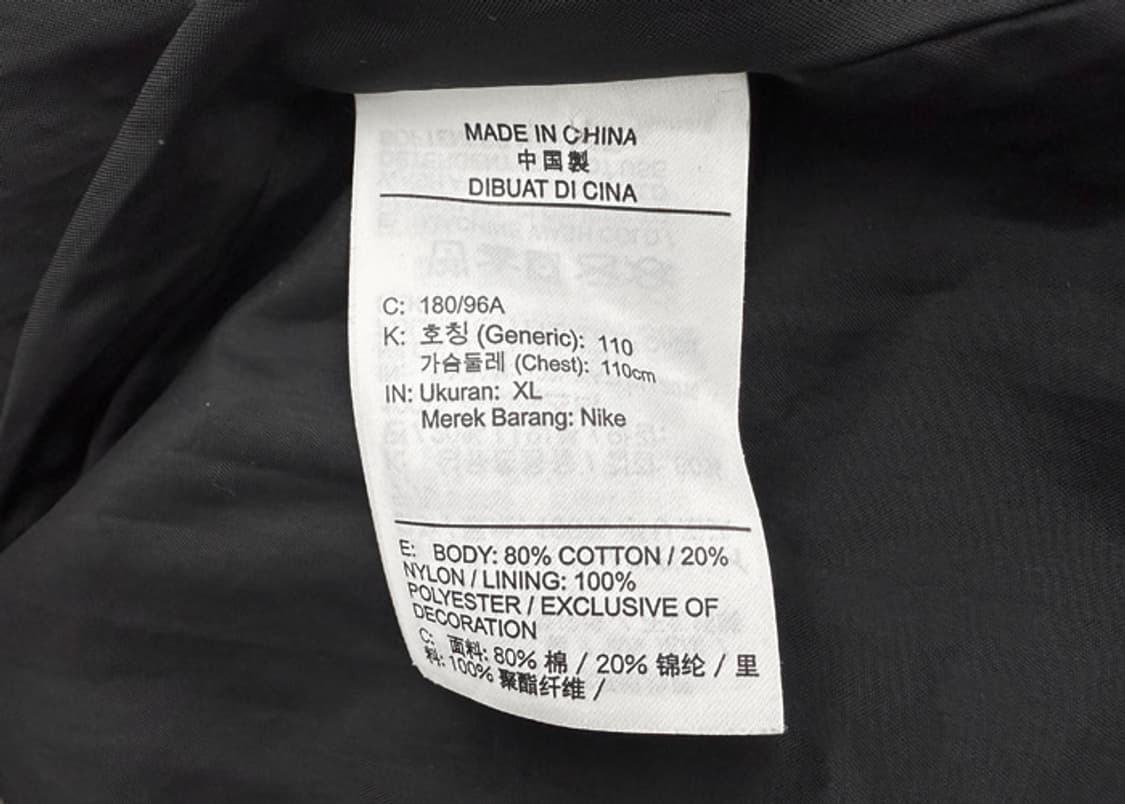 MADE IN CHINA
中国製
DIBUAT DI CINA
C: 180/96A
K: 호칭 (Generic): 110
가슴둘레 (Chest): 110cm
IN: Ukuran: XL
Merek Barang: Nike
E: BODY: 80% COTTON / 20%
NYLON / LINING: 100%
POLYESTER / EXCLUSIVE OF
DECORATION
C: 面料: 80% 棉 / 20% 锦纶 / 里
料: 100% 聚酯纤维 /